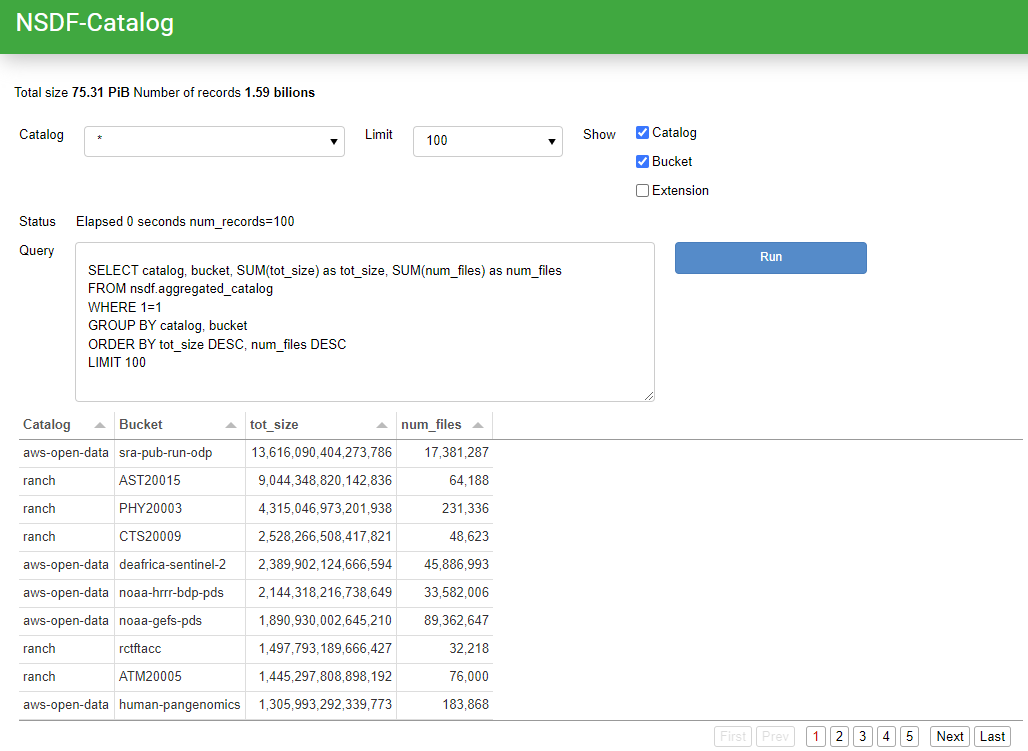 NSDF-Catalog
Total size 75.31 PiB Number of records 1.59 bilions
Catalog * Limit 100 Show Catalog
Bucket
Extension
Status Elapsed 0 seconds num_records=100
Query Run
SELECT catalog, bucket, SUM(tot_size) as tot_size, SUM(num_files) as num_files
FROM nsdf.aggregated_catalog
WHERE 1=1
GROUP BY catalog, bucket
ORDER BY tot_size DESC, num_files DESC
LIMIT 100
Catalog Bucket tot_size num_files
aws-open-data sra-pub-run-odp 13,616,090,404,273,786 17,381,287
ranch AST20015 9,044,348,820,142,836 64,188
ranch PHY20003 4,315,046,973,201,938 231,336
ranch CTS20009 2,528,266,508,417,821 48,623
aws-open-data deafrica-sentinel-2 2,389,902,124,666,594 45,886,993
aws-open-data noaa-hrrr-bdp-pds 2,144,318,216,738,649 33,582,006
aws-open-data noaa-gefs-pds 1,890,930,002,645,210 89,362,647
ranch rctftacc 1,497,793,189,666,427 32,218
ranch ATM20005 1,445,297,808,898,192 76,000
aws-open-data human-pangenomics 1,305,993,292,339,773 183,868
First Prev 1 2 3 4 5 Next Last